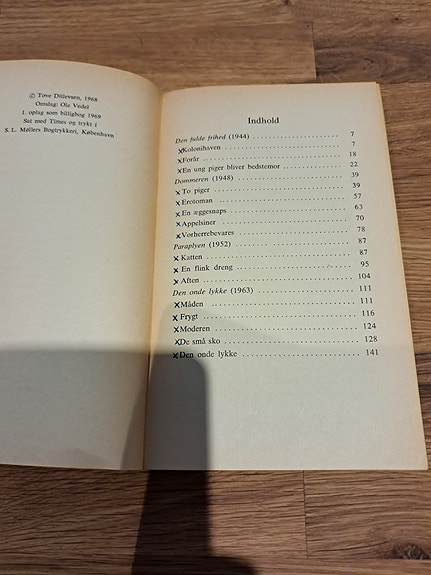 © Tove Ditlevsen, 1968
Omslag: Ole Vedel
1. oplag som billigbog 1969
Sat med Times og trykt i
S. L. Møllers Bogtrykkeri, København
Indhold
Den fulde frihed (1944) . . . . . . . . . . 7
x Kolonihaven . . . . . . . . . . 7
x Forår . . . . . . . . . . 18
x En ung piger bliver bedstemor . . . . . . . . . . 22
Dommeren (1948) . . . . . . . . . . 39
x To piger . . . . . . . . . . 39
x Erotoman . . . . . . . . . . 57
x En æggesnaps . . . . . . . . . . 63
x Appelsiner . . . . . . . . . . 70
x Vorherrebevares . . . . . . . . . . 78
Paraplyen (1952) . . . . . . . . . . 87
x Katten . . . . . . . . . . 87
x En flink dreng . . . . . . . . . . 95
x Aften . . . . . . . . . . 104
Den onde lykke (1963) . . . . . . . . . . 111
x Måden . . . . . . . . . . 111
x Frygt . . . . . . . . . . 116
x Moderen . . . . . . . . . . 124
x De små sko . . . . . . . . . . 128
x Den onde lykke . . . . . . . . . . 141